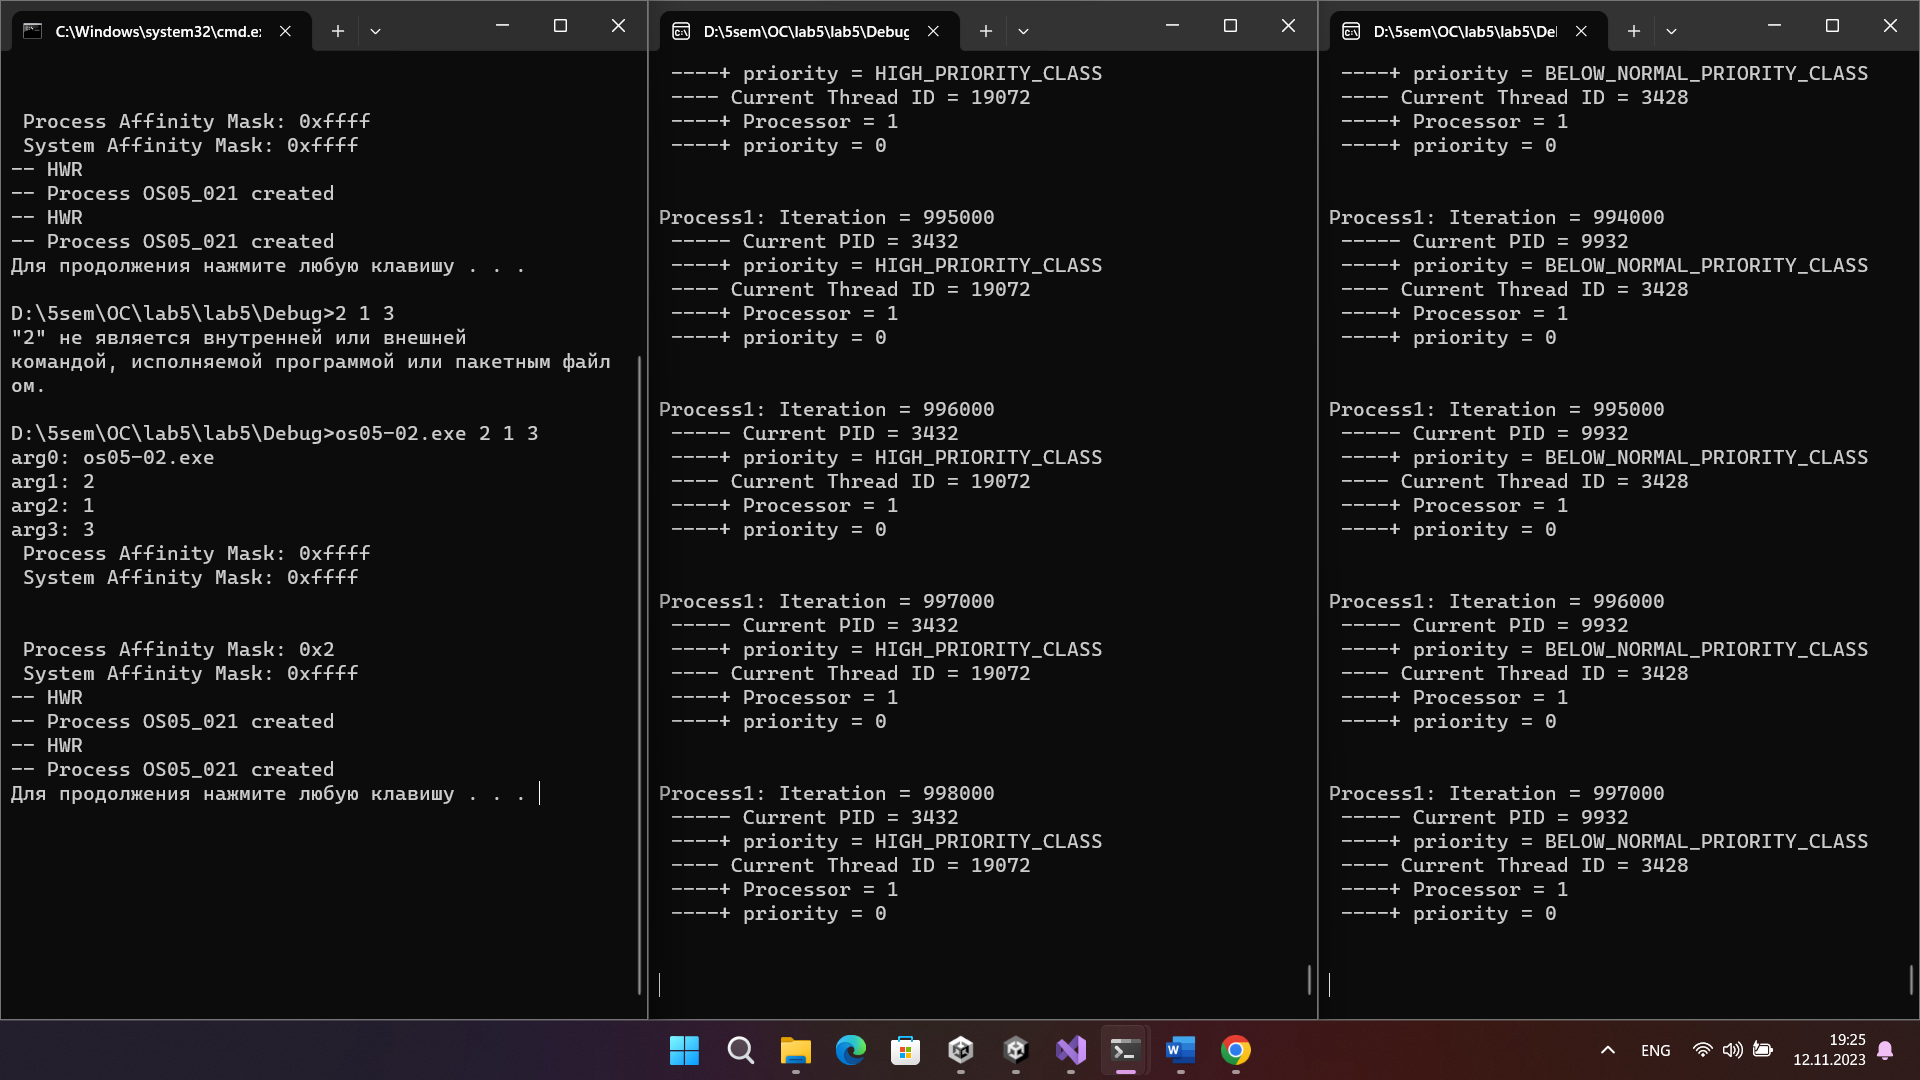 C:\Windows\system32\cmd.e
Process Affinity Mask: 0xffff
System Affinity Mask: 0xffff
-- HWR
-- Process OS05_021 created
-- HWR
-- Process OS05_021 created
Для продолжения нажмите любую клавишу . . .
D:\5sem\OC\lab5\lab5\Debug>2 1 3
"2" не является внутренней или внешней
командой, исполняемой программой или пакетным файл
ом.
D:\5sem\OC\lab5\lab5\Debug>os05-02.exe 2 1 3
arg0: os05-02.exe
arg1: 2
arg2: 1
arg3: 3
Process Affinity Mask: 0xffff
System Affinity Mask: 0xffff
Process Affinity Mask: 0x2
System Affinity Mask: 0xffff
-- HWR
-- Process OS05_021 created
-- HWR
-- Process OS05_021 created
Для продолжения нажмите любую клавишу . . .
D:\5sem\OC\lab5\lab5\Debug
----+ priority = HIGH_PRIORITY_CLASS
---- Current Thread ID = 19072
----+ Processor = 1
----+ priority = 0
Process1: Iteration = 995000
----- Current PID = 3432
----+ priority = HIGH_PRIORITY_CLASS
---- Current Thread ID = 19072
----+ Processor = 1
----+ priority = 0
Process1: Iteration = 996000
----- Current PID = 3432
----+ priority = HIGH_PRIORITY_CLASS
---- Current Thread ID = 19072
----+ Processor = 1
----+ priority = 0
Process1: Iteration = 997000
----- Current PID = 3432
----+ priority = HIGH_PRIORITY_CLASS
---- Current Thread ID = 19072
----+ Processor = 1
----+ priority = 0
Process1: Iteration = 998000
----- Current PID = 3432
----+ priority = HIGH_PRIORITY_CLASS
---- Current Thread ID = 19072
----+ Processor = 1
----+ priority = 0
D:\5sem\OC\lab5\lab5\De
----+ priority = BELOW_NORMAL_PRIORITY_CLASS
---- Current Thread ID = 3428
----+ Processor = 1
----+ priority = 0
Process1: Iteration = 994000
----- Current PID = 9932
----+ priority = BELOW_NORMAL_PRIORITY_CLASS
---- Current Thread ID = 3428
----+ Processor = 1
----+ priority = 0
Process1: Iteration = 995000
----- Current PID = 9932
----+ priority = BELOW_NORMAL_PRIORITY_CLASS
---- Current Thread ID = 3428
----+ Processor = 1
----+ priority = 0
Process1: Iteration = 996000
----- Current PID = 9932
----+ priority = BELOW_NORMAL_PRIORITY_CLASS
---- Current Thread ID = 3428
----+ Processor = 1
----+ priority = 0
Process1: Iteration = 997000
----- Current PID = 9932
----+ priority = BELOW_NORMAL_PRIORITY_CLASS
---- Current Thread ID = 3428
----+ Processor = 1
----+ priority = 0
ENG
19:25
12.11.2023